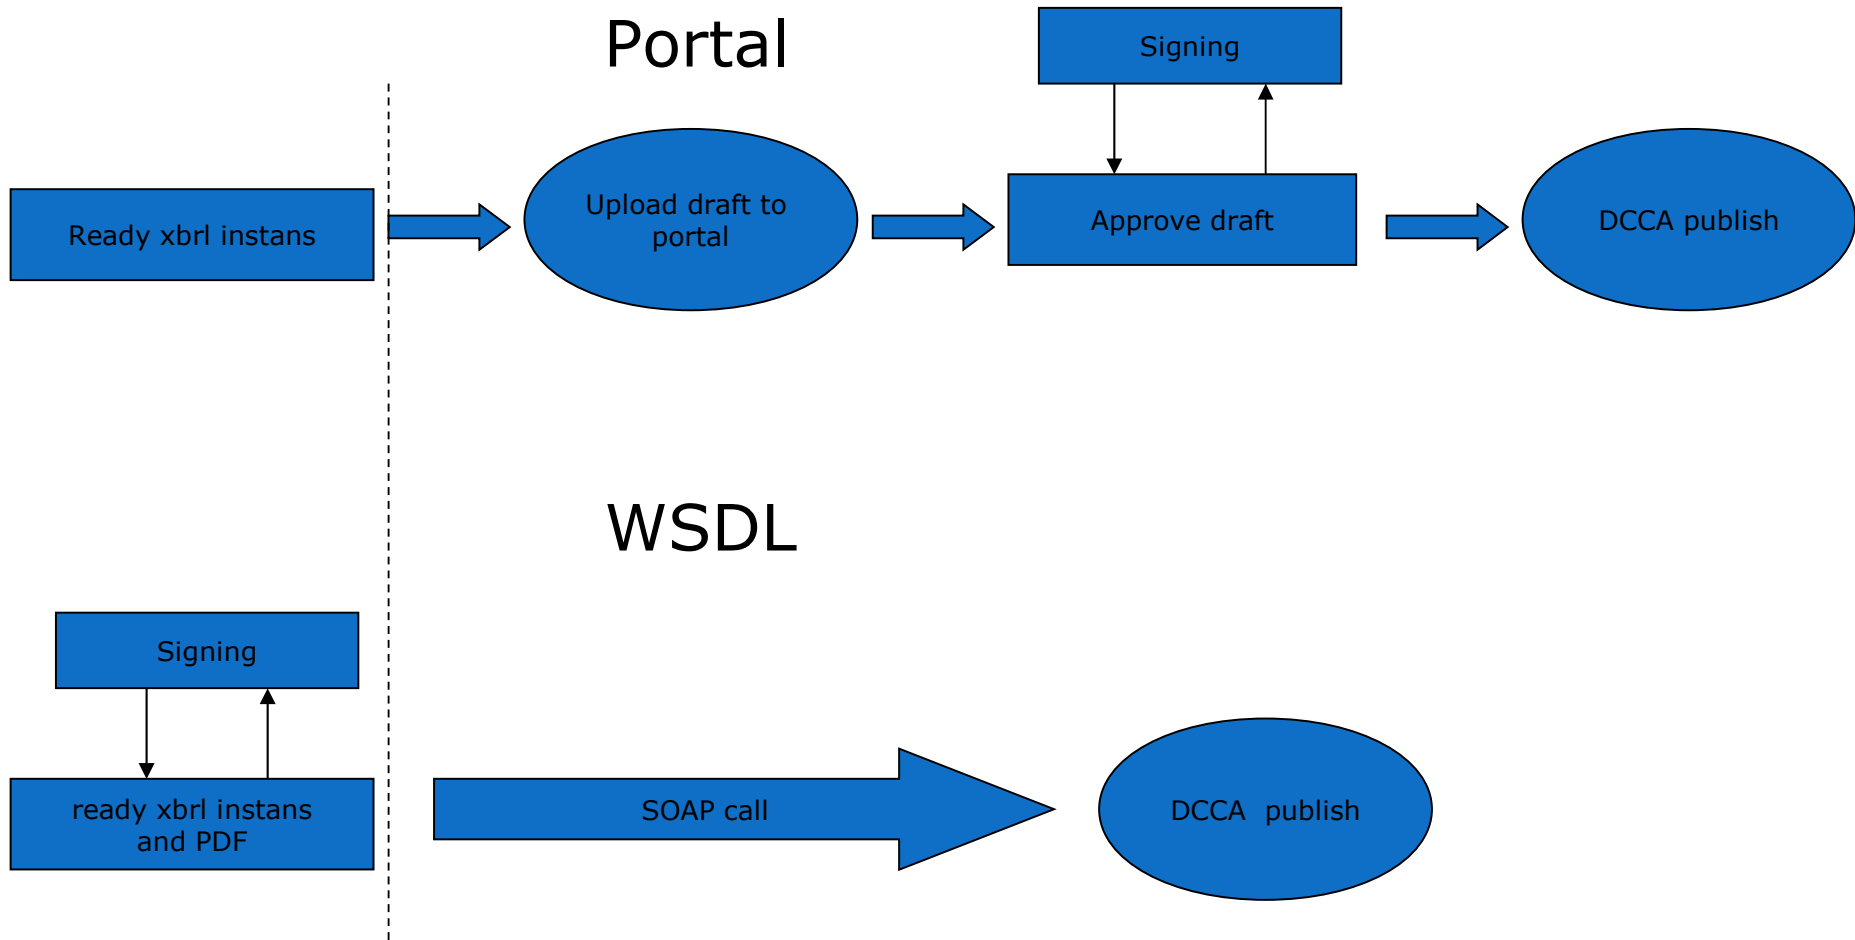 Portal
Signing
Ready xbrl instans
Upload draft to
portal
Approve draft
DCCA publish
WSDL
Signing
ready xbrl instans
and PDF
SOAP call
DCCA  publish